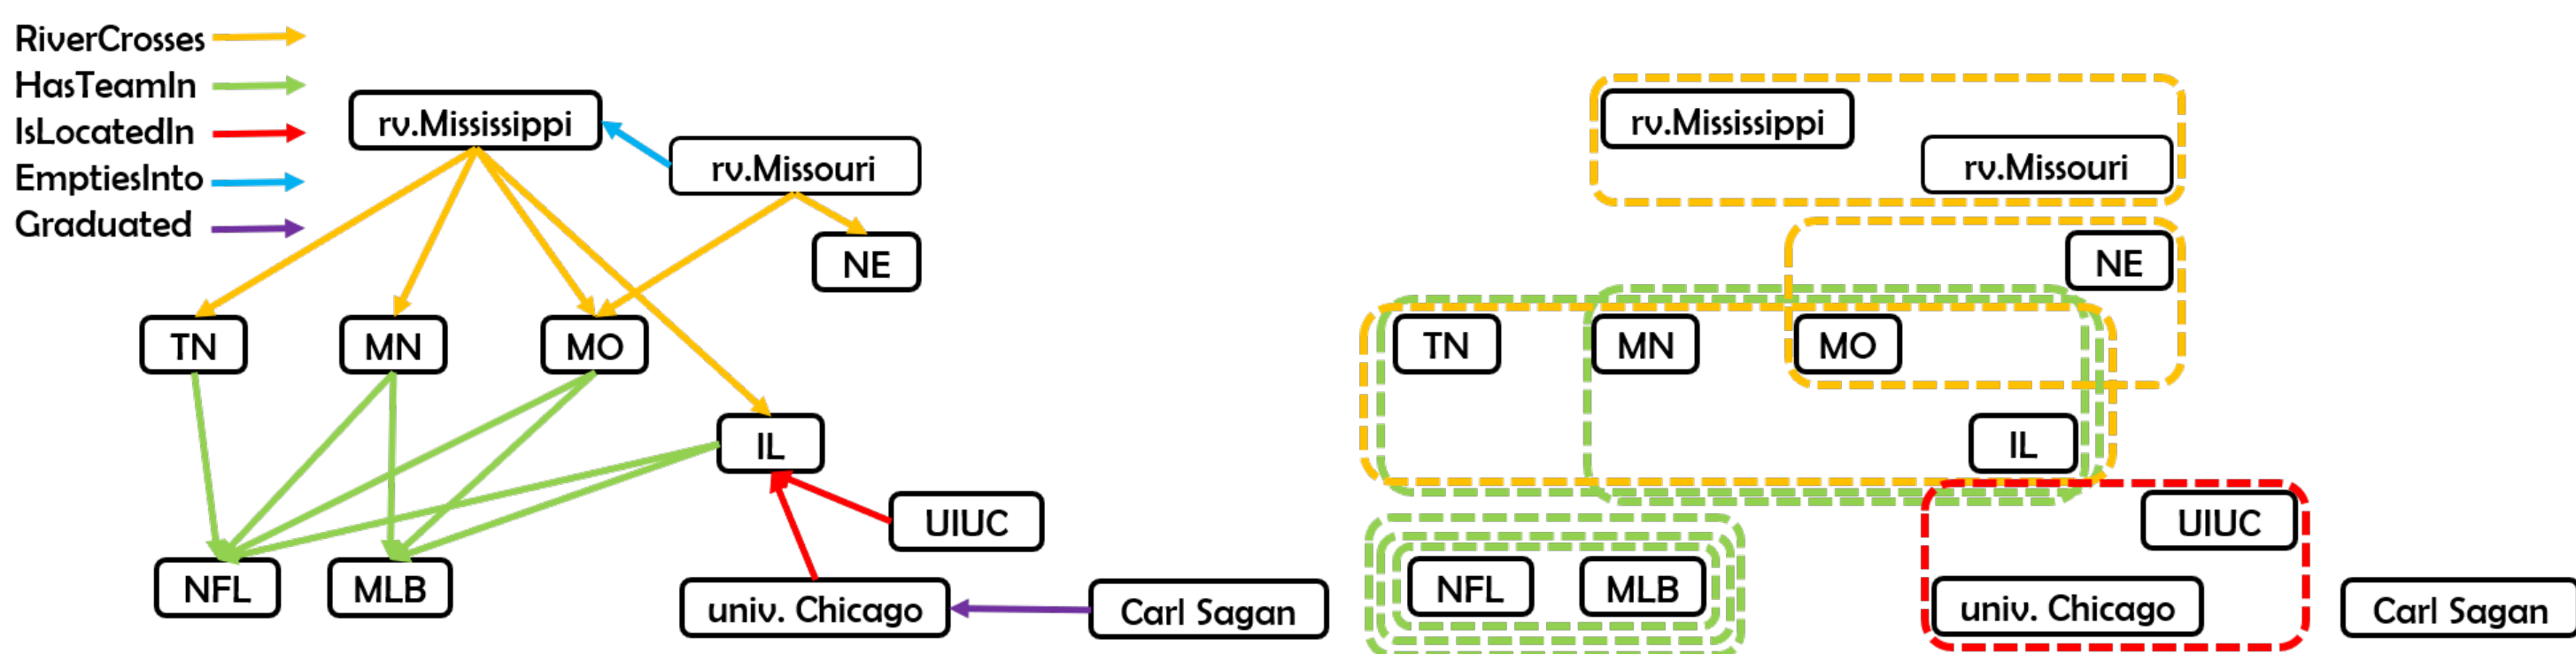 RiverCrosses
HasTeamIn
IsLocatedIn
EmptiesInto
Graduated
rv.Mississippi
rv.Missouri
NE
TN
MN
MO
IL
UIUC
NFL
MLB
univ. Chicago
Carl Sagan
rv.Mississippi
rv.Missouri
NE
TN
MN
MO
IL
UIUC
NFL
MLB
univ. Chicago
Carl Sagan